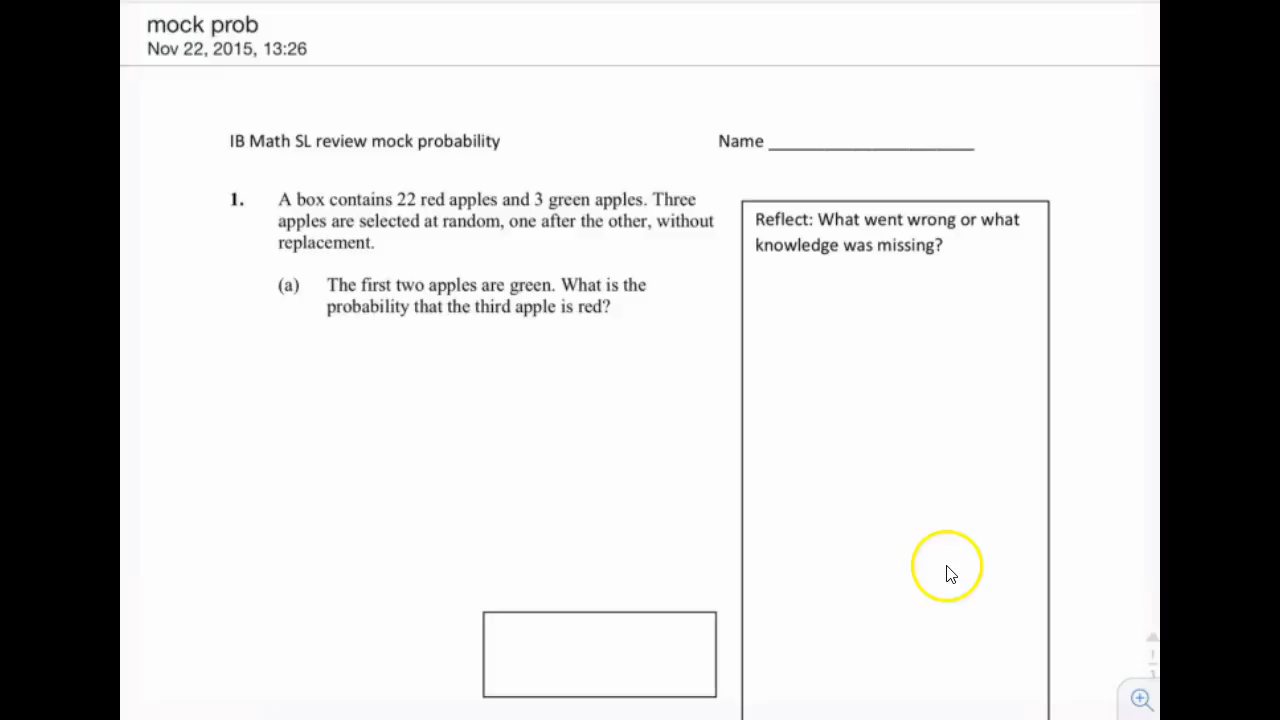 mock prob
Nov 22, 2015, 13:26
IB Math SL review mock probability
Name
1. A box contains 22 red apples and 3 green apples. Three
apples are selected at random, one after the other, without
replacement.
(a) The first two apples are green. What is the
probability that the third apple is red?
Reflect: What went wrong or what
knowledge was missing?